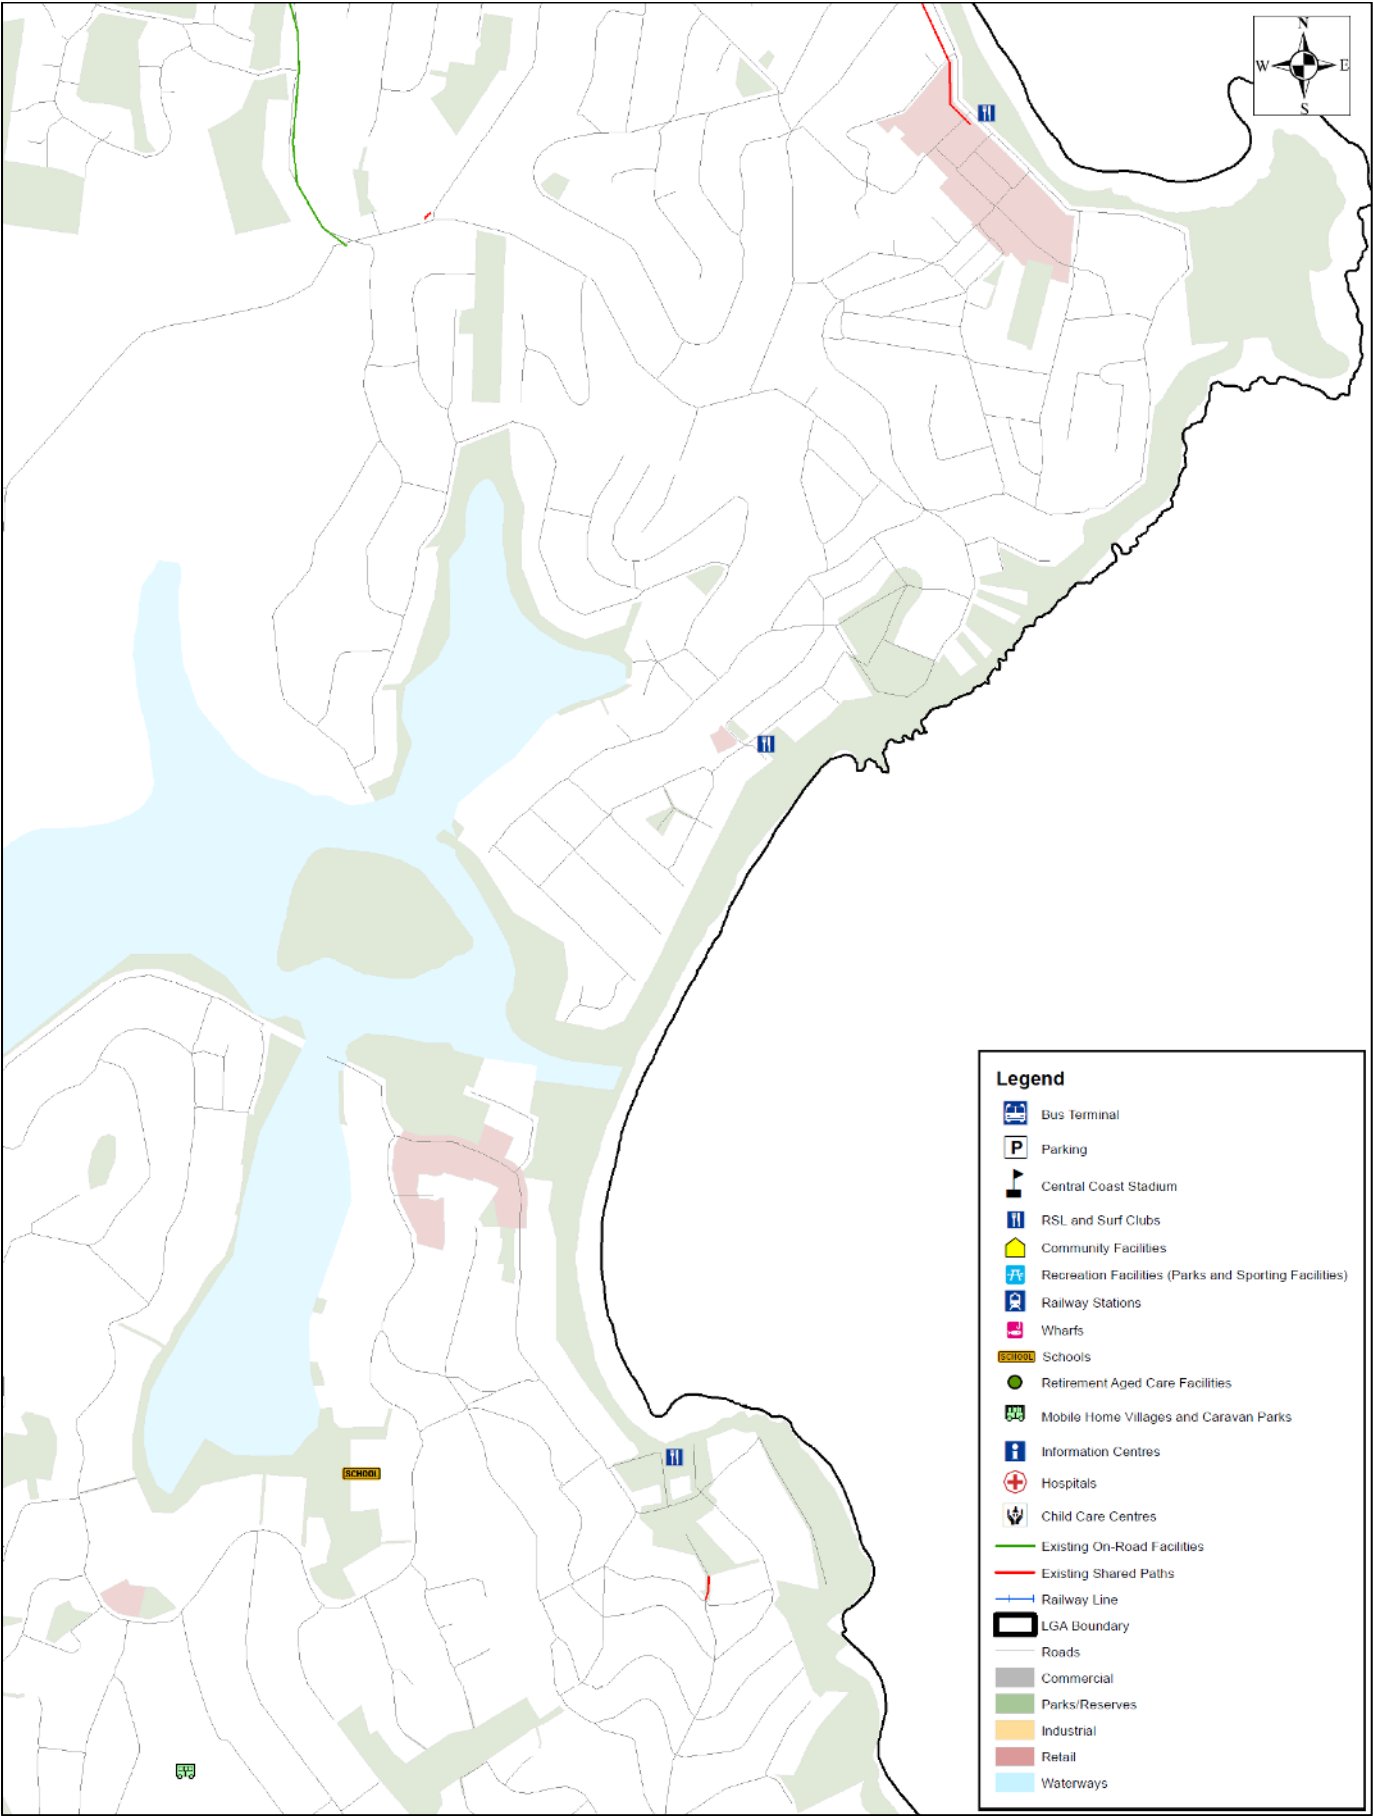 N
W E
S
SCHOOL
Legend
Bus Terminal
P Parking
Central Coast Stadium
RSL and Surf Clubs
Community Facilities
Recreation Facilities (Parks and Sporting Facilities)
Railway Stations
Wharfs
SCHOOL Schools
Retirement Aged Care Facilities
Mobile Home Villages and Caravan Parks
Information Centres
Hospitals
Child Care Centres
Existing On-Road Facilities
Existing Shared Paths
Railway Line
LGA Boundary
Roads
Commercial
Parks/Reserves
Industrial
Retail
Waterways